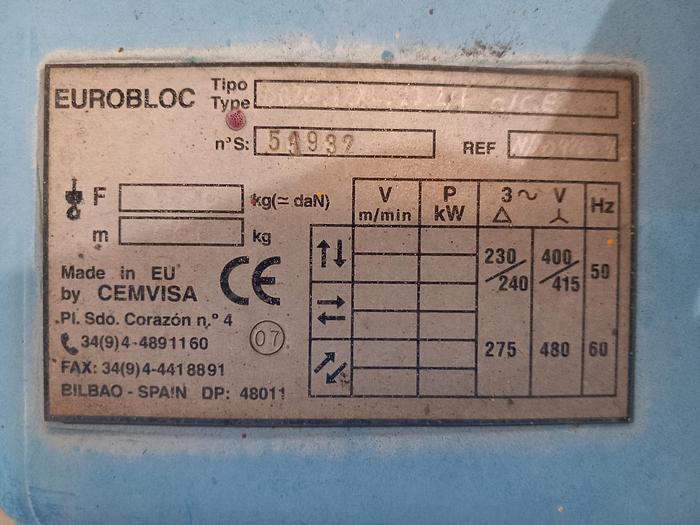 EUROBLOC
Tipo
Type
n°S: 51932
REF
F kg(= daN)
m kg
Made in EU
by CEMVISA
CE
Pl. Sdo. Corazón n.º 4
34(9)4-4891160
07
FAX: 34(9)4-4418891
BILBAO - SPAIN DP: 48011
V m/min P kW 3~ V Hz
230/240 400/415 50
275 480 60